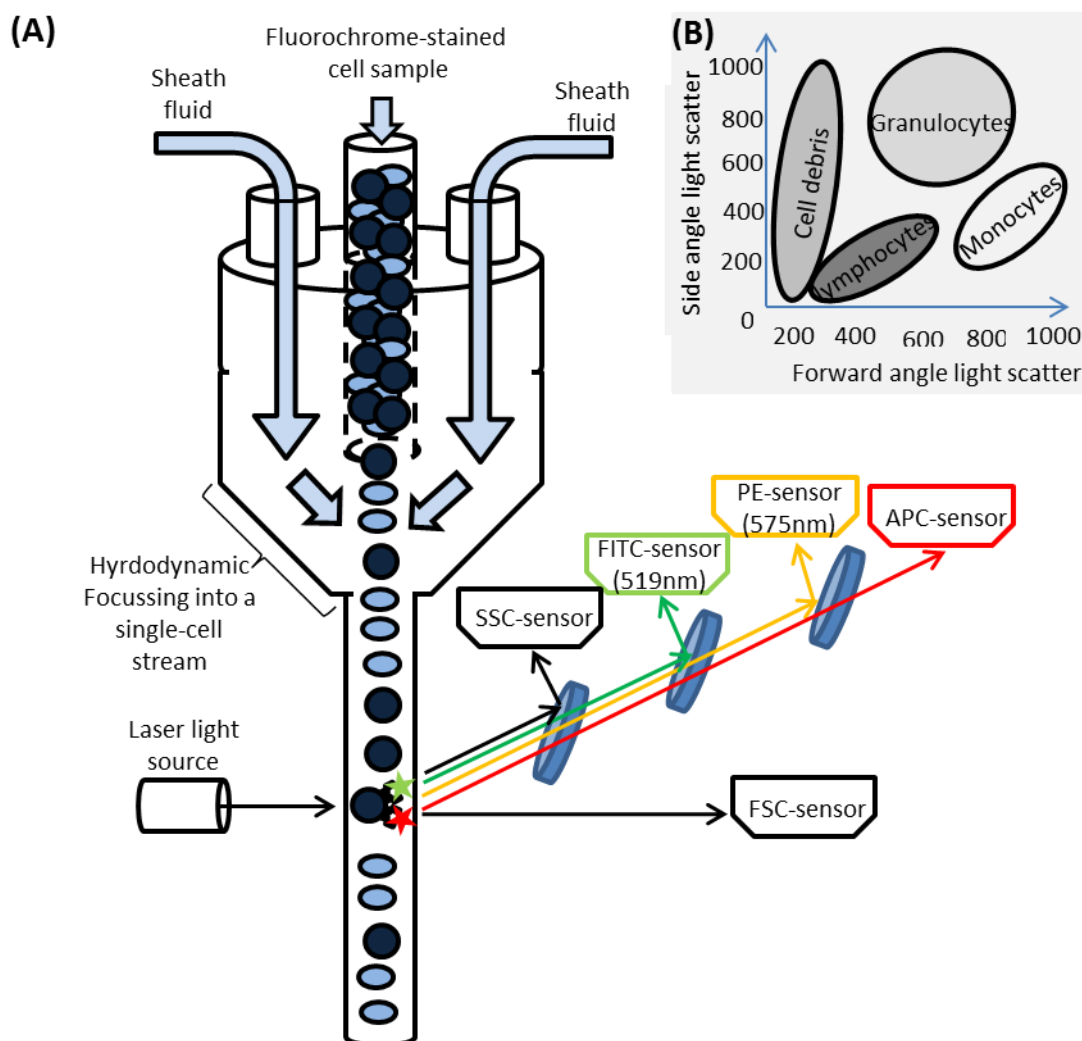 (A)
Fluorochrome-stained
cell sample
Sheath
fluid
Sheath
fluid
Hyrdodynamic
Focussing into a
single-cell
stream
Laser light
source
SSC-sensor
FITC-sensor
(519nm)
PE-sensor
(575nm)
APC-sensor
FSC-sensor
(B)
Side angle light scatter
1000
800
600
400
200
0
Cell debris
Granulocytes
lymphocytes
Monocytes
200
400
600
800
1000
Forward angle light scatter